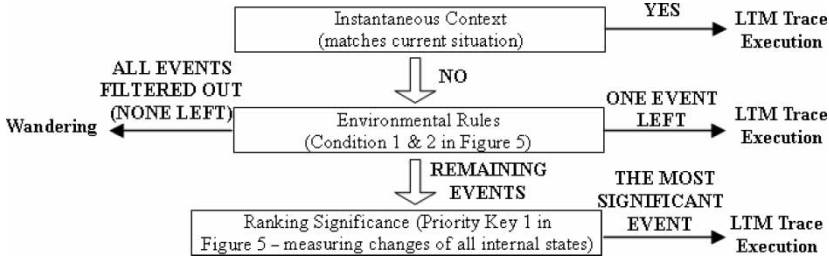 Instantaneous Context
(matches current situation)
YES
LTM Trace
Execution
NO
ALL EVENTS
FILTERED OUT
(NONE LEFT)
Wandering
Environmental Rules
(Condition 1 & 2 in Figure 5)
ONE EVENT
LEFT
LTM Trace
Execution
REMAINING
EVENTS
Ranking Significance (Priority Key 1 in
Figure 5 – measuring changes of all internal states)
THE MOST
SIGNIFICANT
EVENT
LTM Trace
Execution